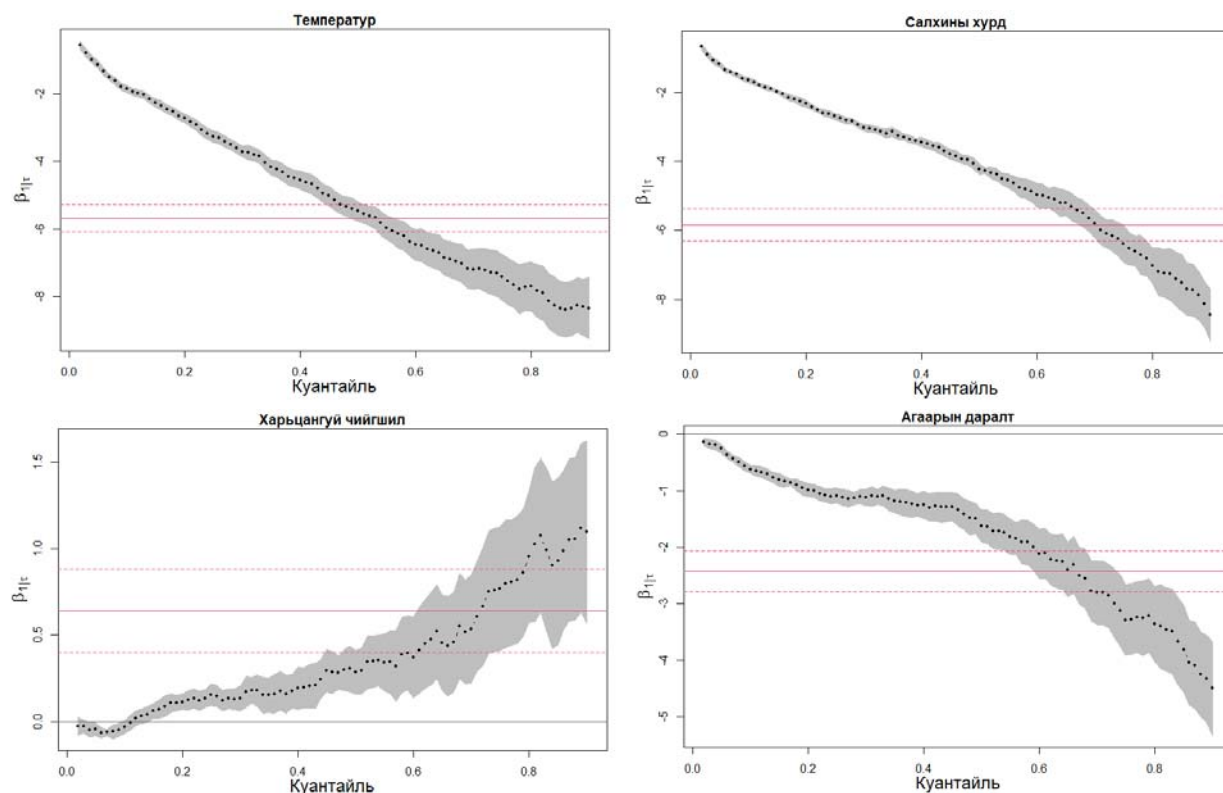 Температур
-2
-4
-6
-8
β1|τ
0.0 0.2 0.4 0.6 0.8
Куантайль
Салхины хурд
-2
-4
-6
-8
β1|τ
0.0 0.2 0.4 0.6 0.8
Куантайль
Харьцангуй чийгшил
1.5
1.0
0.5
0.0
β1|τ
0.0 0.2 0.4 0.6 0.8
Куантайль
Агаарын даралт
0
-1
-2
-3
-4
-5
β1|τ
0.0 0.2 0.4 0.6 0.8
Куантайль